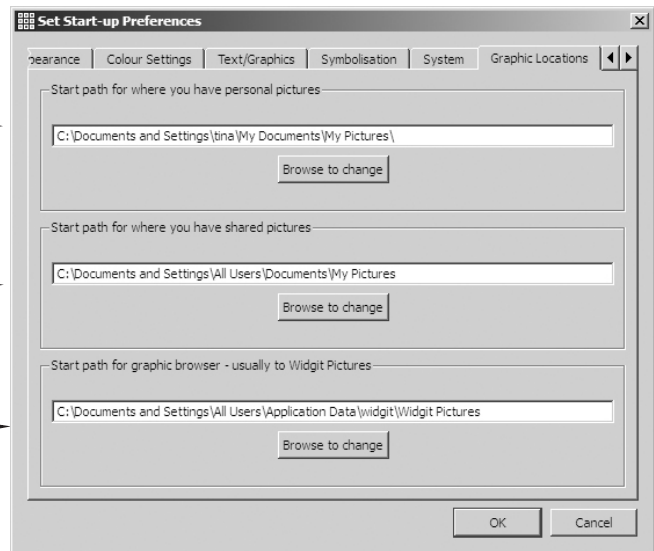 Set Start-up Preferences
pearance Colour Settings Text/Graphics Symbolisation System Graphic Locations
Start path for where you have personal pictures
C:\Documents and Settings\tina\My Documents\My Pictures\
Browse to change
Start path for where you have shared pictures
C:\Documents and Settings\All Users\Documents\My Pictures
Browse to change
Start path for graphic browser - usually to Widgit Pictures
C:\Documents and Settings\All Users\Application Data\widgit\Widgit Pictures
Browse to change
OK Cancel